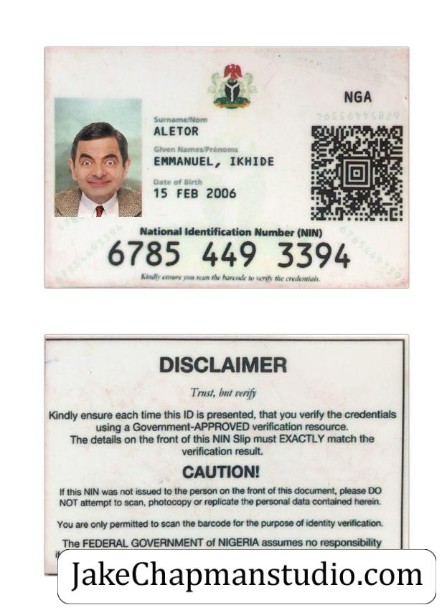 NGA
Surname/Nom
ALETOR
Given Names/Prénoms
EMMANUEL, IKHIDE
Date of Birth
15 FEB 2006
National Identification Number (NIN)
6785 449 3394
Kindly ensure you scan the barcode to verify the credentials.
DISCLAIMER
Trust, but verify
Kindly ensure each time this ID is presented, that you verify the credentials
using a Government-APPROVED verification resource.
The details on the front of this NIN Slip must EXACTLY match the
verification result.
CAUTION!
If this NIN was not issued to the person on the front of this document, please DO
NOT attempt to scan, photocopy or replicate the personal data contained herein.
You are only permitted to scan the barcode for the purpose of identity verification.
The FEDERAL GOVERNMENT of NIGERIA assumes no responsibility
JakeChapmanstudio.com